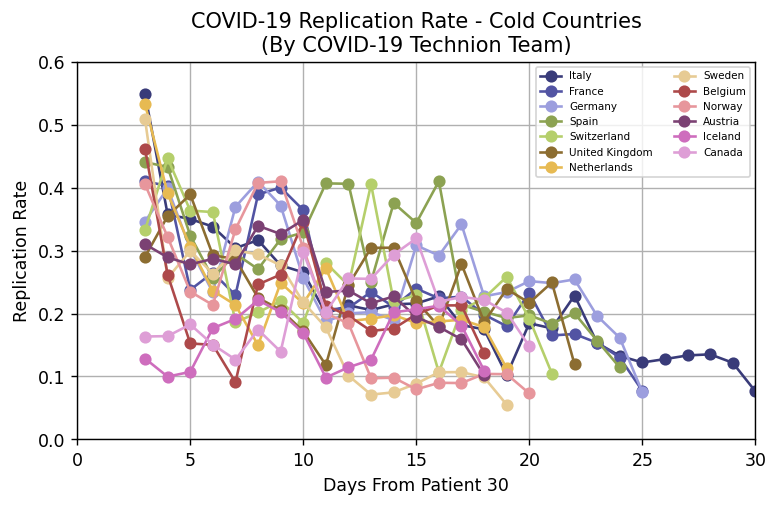 COVID-19 Replication Rate - Cold Countries
(By COVID-19 Technion Team)
Replication Rate
0.6
0.5
0.4
0.3
0.2
0.1
0.0
Italy
France
Germany
Spain
Switzerland
United Kingdom
Netherlands
Sweden
Belgium
Norway
Austria
Iceland
Canada
0
5
10
15
20
25
30
Days From Patient 30